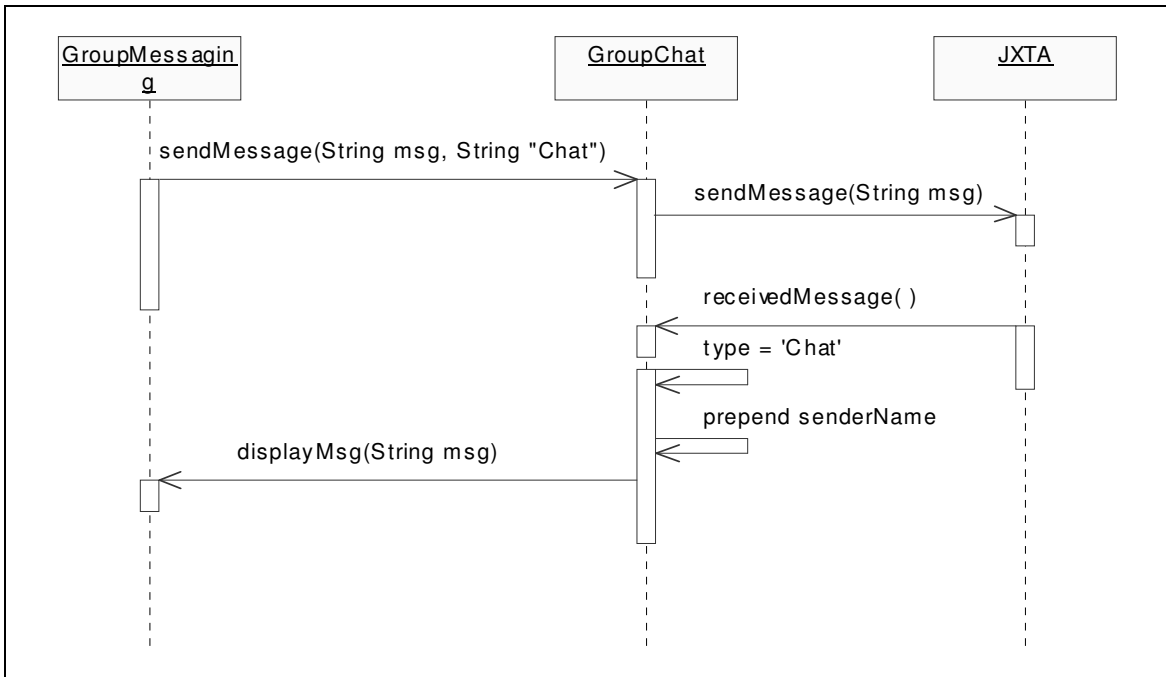 GroupMessagin
g
GroupChat
JXTA
sendMessage(String msg, String "Chat")
sendMessage(String msg)
receivedMessage( )
type = 'Chat'
prepend senderName
displayMsg(String msg)